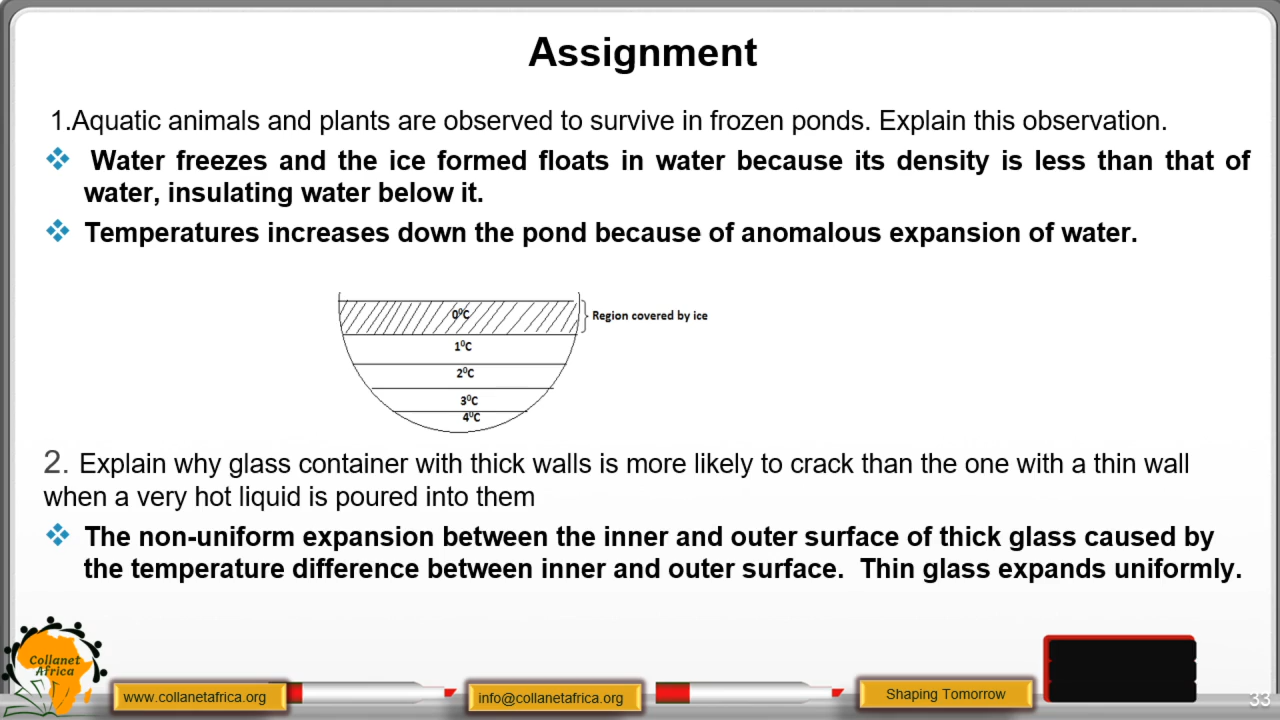 Assignment
1.Aquatic animals and plants are observed to survive in frozen ponds. Explain this observation.
Water freezes and the ice formed floats in water because its density is less than that of
water, insulating water below it.
Temperatures increases down the pond because of anomalous expansion of water.
0⁰C
Region covered by ice
1⁰C
2⁰C
3⁰C
4⁰C
2. Explain why glass container with thick walls is more likely to crack than the one with a thin wall
when a very hot liquid is poured into them
The non-uniform expansion between the inner and outer surface of thick glass caused by
the temperature difference between inner and outer surface.  Thin glass expands uniformly.
Collanet
Africa
www.collanetafrica.org
info@collanetafrica.org
Shaping Tomorrow
33